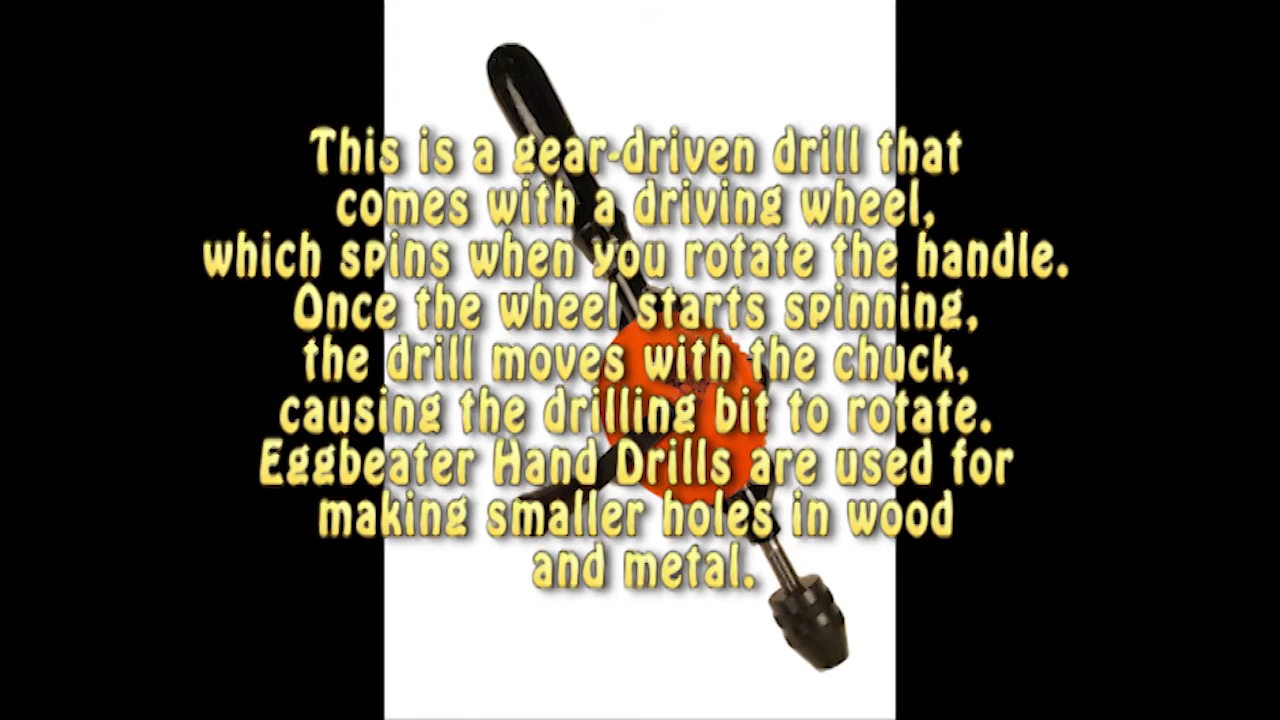 This is a gear-driven drill that
comes with a driving wheel,
which spins when you rotate the handle.
Once the wheel starts spinning,
the drill moves with the chuck,
causing the drilling bit to rotate.
Eggbeater Hand Drills are used for
making smaller holes in wood
and metal.